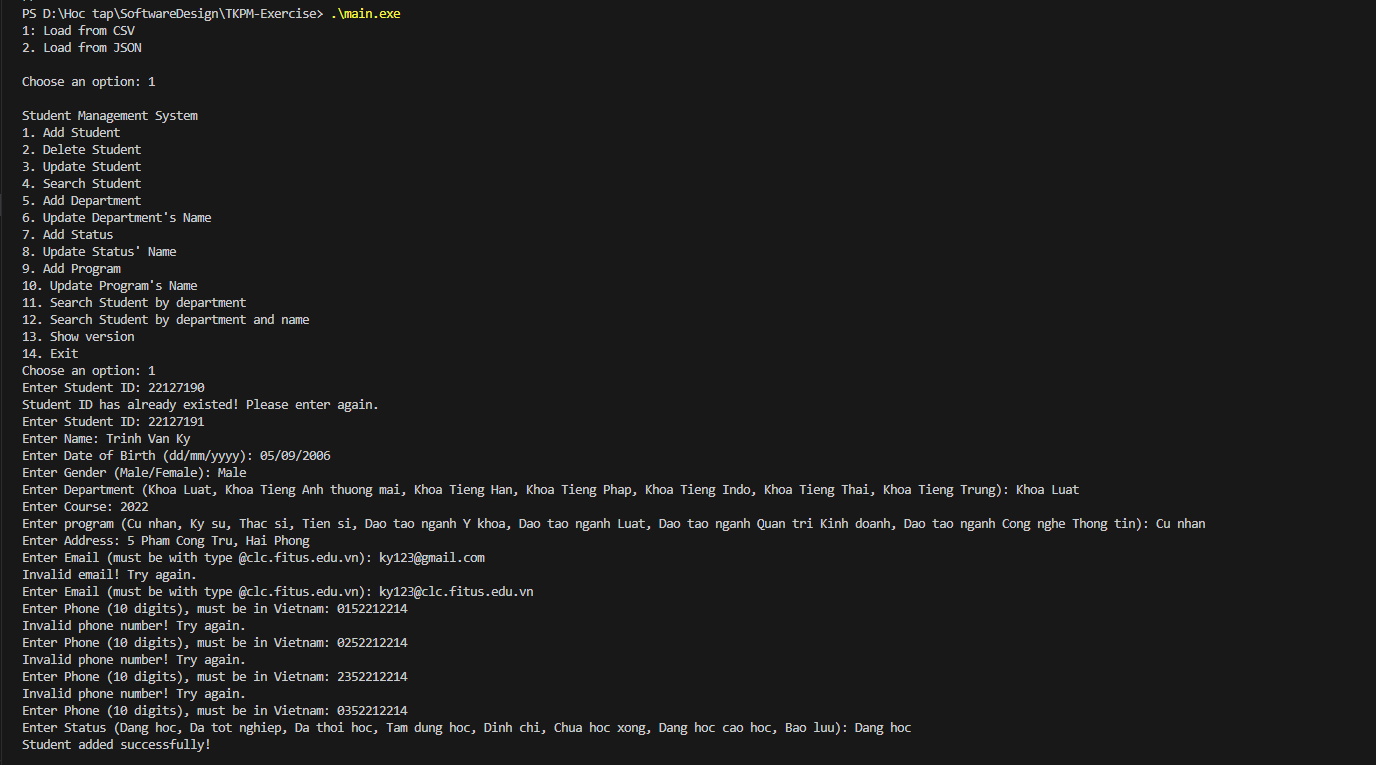 PS D:\Hoc tap\SoftwareDesign\TKPM-Exercise> .\main.exe
1: Load from CSV
2. Load from JSON
Choose an option: 1
Student Management System
1. Add Student
2. Delete Student
3. Update Student
4. Search Student
5. Add Department
6. Update Department's Name
7. Add Status
8. Update Status' Name
9. Add Program
10. Update Program's Name
11. Search Student by department
12. Search Student by department and name
13. Show version
14. Exit
Choose an option: 1
Enter Student ID: 22127190
Student ID has already existed! Please enter again.
Enter Student ID: 22127191
Enter Name: Trinh Van Ky
Enter Date of Birth (dd/mm/yyyy): 05/09/2006
Enter Gender (Male/Female): Male
Enter Department (Khoa Luat, Khoa Tieng Anh thuong mai, Khoa Tieng Han, Khoa Tieng Phap, Khoa Tieng Indo, Khoa Tieng Thai, Khoa Tieng Trung): Khoa Luat
Enter Course: 2022
Enter program (Cu nhan, Ky su, Thac si, Tien si, Dao tao nganh Y khoa, Dao tao nganh Luat, Dao tao nganh Quan tri Kinh doanh, Dao tao nganh Cong nghe Thong tin): Cu nhan
Enter Address: 5 Pham Cong Tru, Hai Phong
Enter Email (must be with type @clc.fitus.edu.vn): ky123@gmail.com
Invalid email! Try again.
Enter Email (must be with type @clc.fitus.edu.vn): ky123@clc.fitus.edu.vn
Enter Phone (10 digits), must be in Vietnam: 0152212214
Invalid phone number! Try again.
Enter Phone (10 digits), must be in Vietnam: 0252212214
Invalid phone number! Try again.
Enter Phone (10 digits), must be in Vietnam: 2352212214
Invalid phone number! Try again.
Enter Phone (10 digits), must be in Vietnam: 0352212214
Enter Status (Dang hoc, Da tot nghiep, Da thoi hoc, Tam dung hoc, Dinh chi, Chua hoc xong, Dang hoc cao hoc, Bao luu): Dang hoc
Student added successfully!